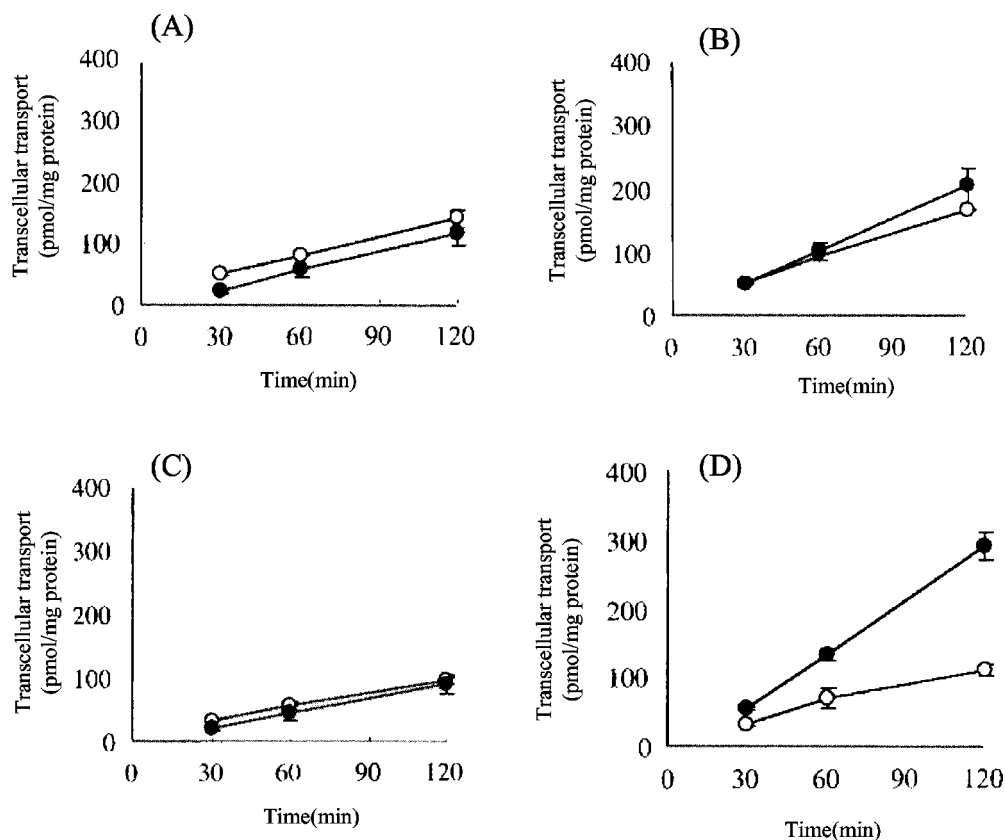 (A)
Transcellular transport
(pmol/mg protein)
400
300
200
100
0
0 30 60 90 120
Time(min)
(B)
Transcellular transport
(pmol/mg protein)
400
300
200
100
0
0 30 60 90 120
Time(min)
(C)
Transcellular transport
(pmol/mg protein)
400
300
200
100
0
0 30 60 90 120
Time(min)
(D)
Transcellular transport
(pmol/mg protein)
400
300
200
100
0
0 30 60 90 120
Time(min)